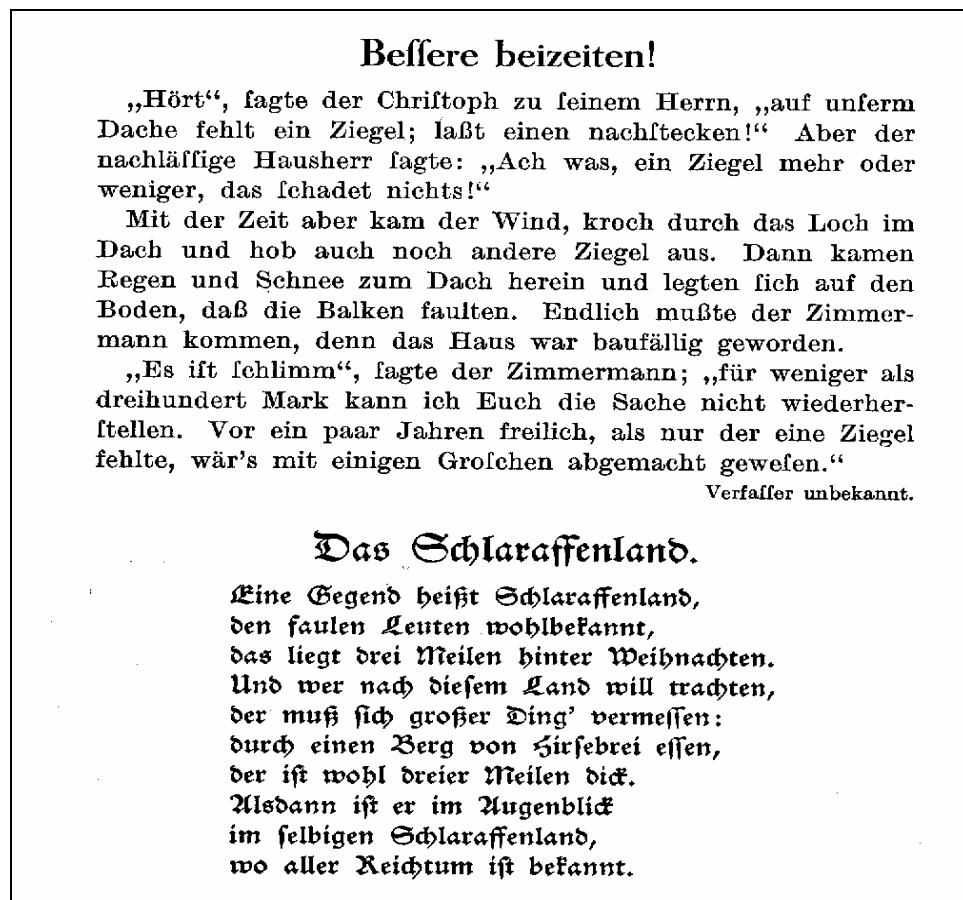 Beſſere beizeiten!
„Hört“, ſagte der Chriſtoph zu ſeinem Herrn, „auf unſerm
Dache fehlt ein Ziegel; laßt einen nachſtecken!“ Aber der
nachläſſige Hausherr ſagte: „Ach was, ein Ziegel mehr oder
weniger, das ſchadet nichts!“
Mit der Zeit aber kam der Wind, kroch durch das Loch im
Dach und hob auch noch andere Ziegel aus. Dann kamen
Regen und Schnee zum Dach herein und legten ſich auf den
Boden, daß die Balken faulten. Endlich mußte der Zimmer-
mann kommen, denn das Haus war baufällig geworden.
„Es iſt ſchlimm“, ſagte der Zimmermann; „für weniger als
dreihundert Mark kann ich Euch die Sache nicht wiederher-
ſtellen. Vor ein paar Jahren freilich, als nur der eine Ziegel
fehlte, wär's mit einigen Groſchen abgemacht geweſen.“
Verfaſſer unbekannt.
Das Schlaraffenland.
Eine Gegend heißt Schlaraffenland,
den faulen Leuten wohlbekannt,
das liegt drei Meilen hinter Weihnachten.
Und wer nach dieſem Land will trachten,
der muß ſich großer Ding' vermeſſen:
durch einen Berg von Hirſebrei eſſen,
der iſt wohl dreier Meilen dick.
Alsdann iſt er im Augenblick
im ſelbigen Schlaraffenland,
wo aller Reichtum iſt bekannt.